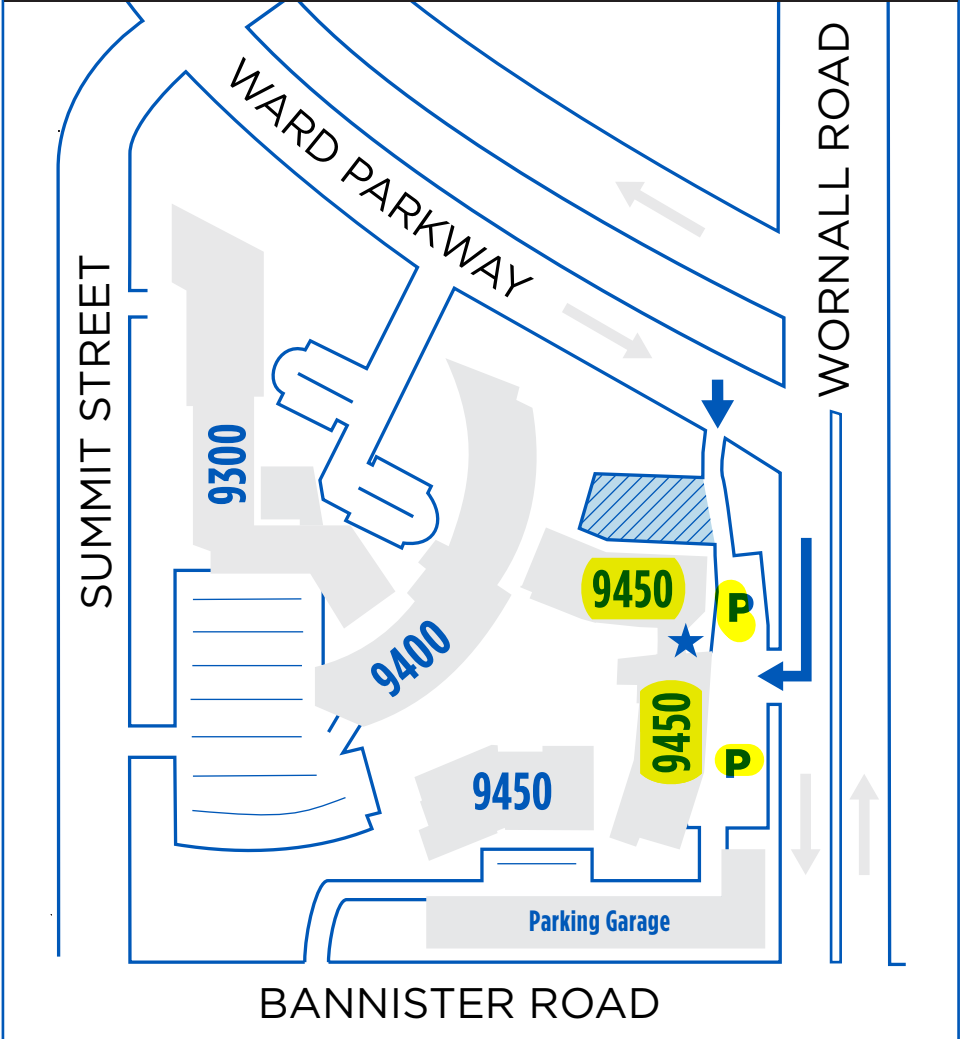 WARD PARKWAY
WORNALL ROAD
SUMMIT STREET
9300
9450
P
9400
9450
P
9450
Parking Garage
BANNISTER ROAD